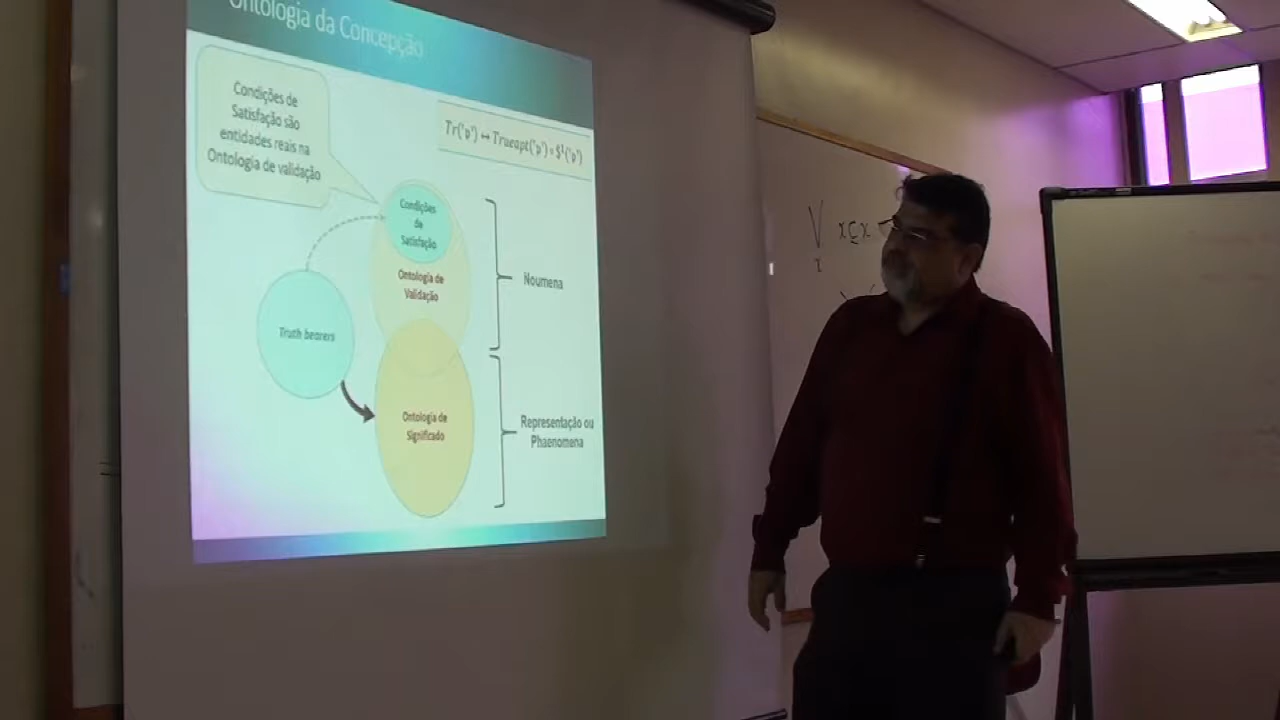 Ontologia da Concepção
Condições de
Satisfação são
entidades reais na
Ontologia de validação
Tr('p') ↔ Trueapt('p') ∘ $¹('p')
Condições
de
Satisfação
Ontologia de
Validação
Noumena
Truth bearers
Ontologia de
Significado
Representação ou
Phaenomena
x